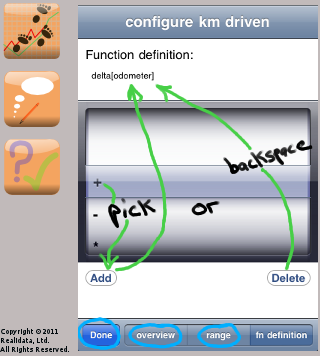 configure km driven
Function definition:
delta[odometer]
backspace
+
pick or
-
*
Add Delete
Done overview range fn definition
Copyright © 2011
Realidata, Ltd.
All Rights Reserved.